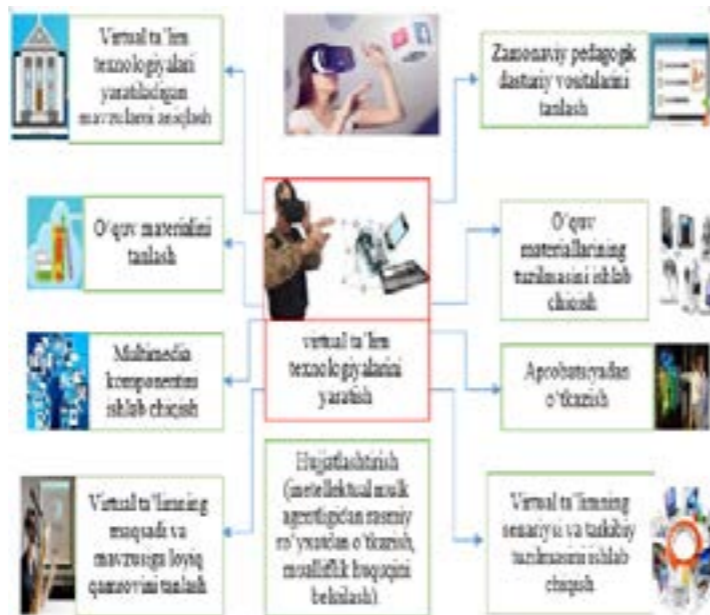 Virtual ta'lim
texnologiyalari
yaratiladigan
mavzularni aniqlash
Zamonaviy pedagogik
dasturiy vositalarini
tanlash
O'quv materialini
tanlash
O'quv
materiallarining
tuzilmasini ishlab
chiqish
Multimedia
komponentini
ishlab chiqish
virtual ta'lim
texnologiyalarini
yaratish
Aprobatsiyadan
o'tkazish
Virtual ta'limning
maqsadi va
mavzusiga loyiq
qamrovini tanlash
Hujjatlashtirish
(intellektual mulk
agentligidan rasmiy
ro'yxatdan o'tkazish,
mualliflik huquqini
belgilash).
Virtual ta'limning
senariysi va tarkibiy
tuzilmasini ishlab
chiqish